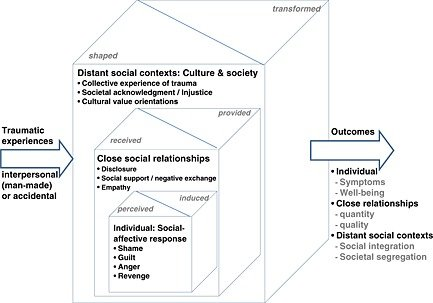 transformed
shaped
Distant social contexts: Culture & society
• Collective experience of trauma
• Societal acknowledgment / Injustice
• Cultural value orientations
provided
received
Close social relationships
• Disclosure
• Social support / negative exchange
• Empathy
induced
perceived
Individual: Social-
affective response
• Shame
• Guilt
• Anger
• Revenge
Traumatic
experiences
interpersonal
(man-made)
or accidental
Outcomes
• Individual
- Symptoms
- Well-being
• Close relationships
- quantity
- quality
• Distant social contexts
- Social integration
- Societal segregation